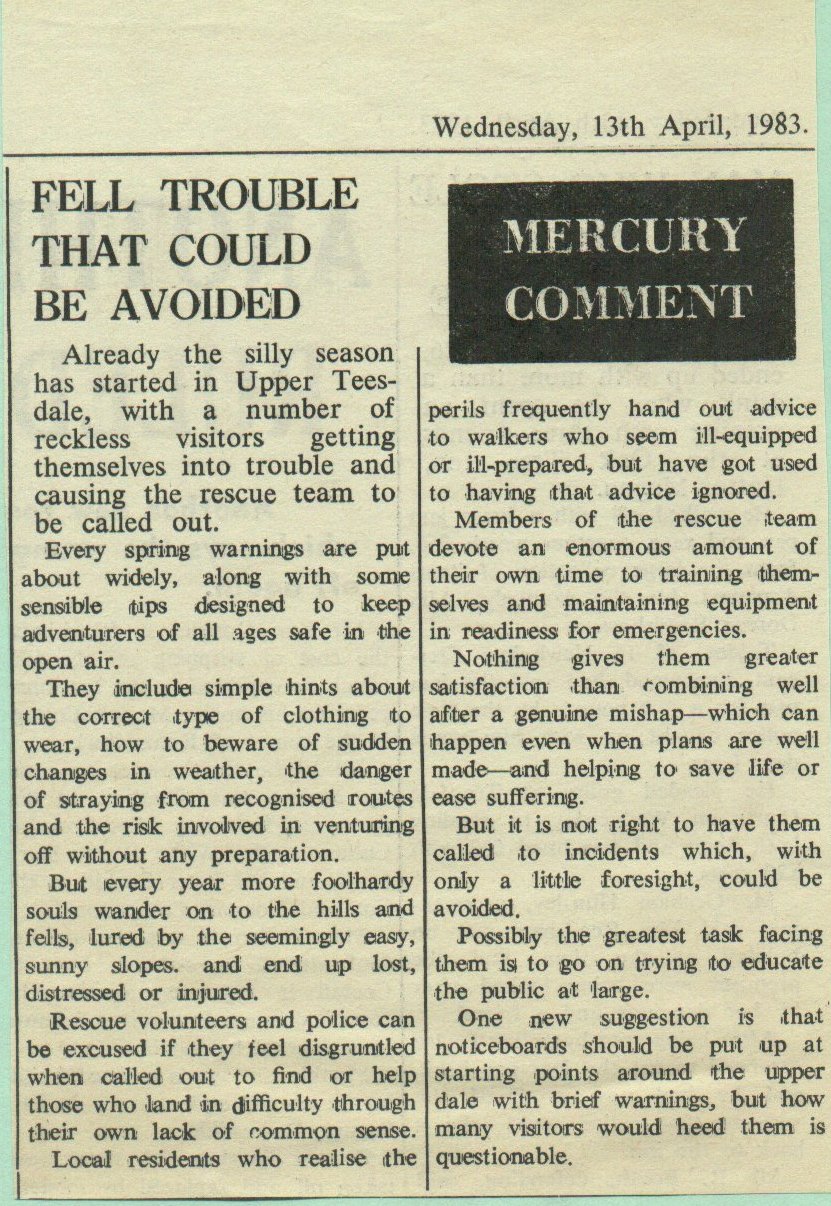 Wednesday, 13th April, 1983.
FELL TROUBLE
THAT COULD
BE AVOIDED
Already the silly season
has started in Upper Tees-
dale, with a number of
reckless visitors getting
themselves into trouble and
causing the rescue team to
be called out.
Every spring warnings are put
about widely, along with some
sensible tips designed to keep
adventurers of all ages safe in the
open air.
They include simple hints about
the correct type of clothing to
wear, how to beware of sudden
changes in weather, the danger
of straying from recognised routes
and the risk involved in venturing
off without any preparation.
But every year more foolhardy
souls wander on to the hills and
fells, lured by the seemingly easy,
sunny slopes. and end up lost,
distressed or injured.
Rescue volunteers and police can
be excused if they feel disgruntled
when called out to find or help
those who land in difficulty through
their own lack of common sense.
Local residents who realise the
MERCURY
COMMENT
perils frequently hand out advice
to walkers who seem ill-equipped
or ill-prepared, but have got used
to having that advice ignored.
Members of the rescue team
devote an enormous amount of
their own time to training them-
selves and maintaining equipment
in readiness for emergencies.
Nothing gives them greater
satisfaction than combining well
after a genuine mishap—which can
happen even when plans are well
made—and helping to save life or
ease suffering.
But it is not right to have them
called to incidents which, with
only a little foresight, could be
avoided.
Possibly the greatest task facing
them is to go on trying to educate
the public at large.
One new suggestion is that
noticeboards should be put up at
starting points around the upper
dale with brief warnings, but how
many visitors would heed them is
questionable.